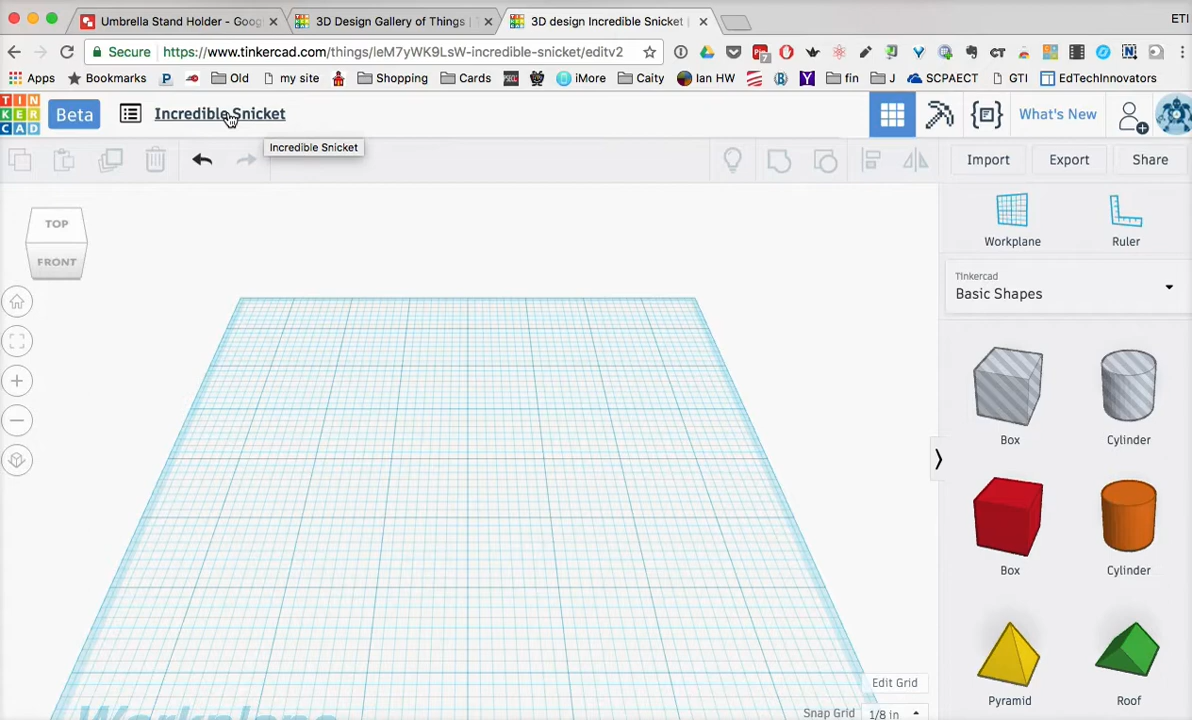 Umbrella Stand Holder - Goog
3D Design Gallery of Things | T
3D design Incredible Snicket |
ETI
Secure
https://www.tinkercad.com/things/leM7yWK9LsW-incredible-snicket/editv2
7
Apps
Bookmarks
Old
my site
Shopping
Cards
iMore
Caity
Ian HW
fin
J
SCPAECT
GTI
EdTechInnovators
TIN
KER
CAD
Beta
Incredible Snicket
What's New
Incredible Snicket
Import
Export
Share
TOP
FRONT
Workplane
Ruler
Tinkercad
Basic Shapes
Box
Cylinder
Box
Cylinder
Pyramid
Roof
Edit Grid
Snap Grid
1/8 in
Workplane